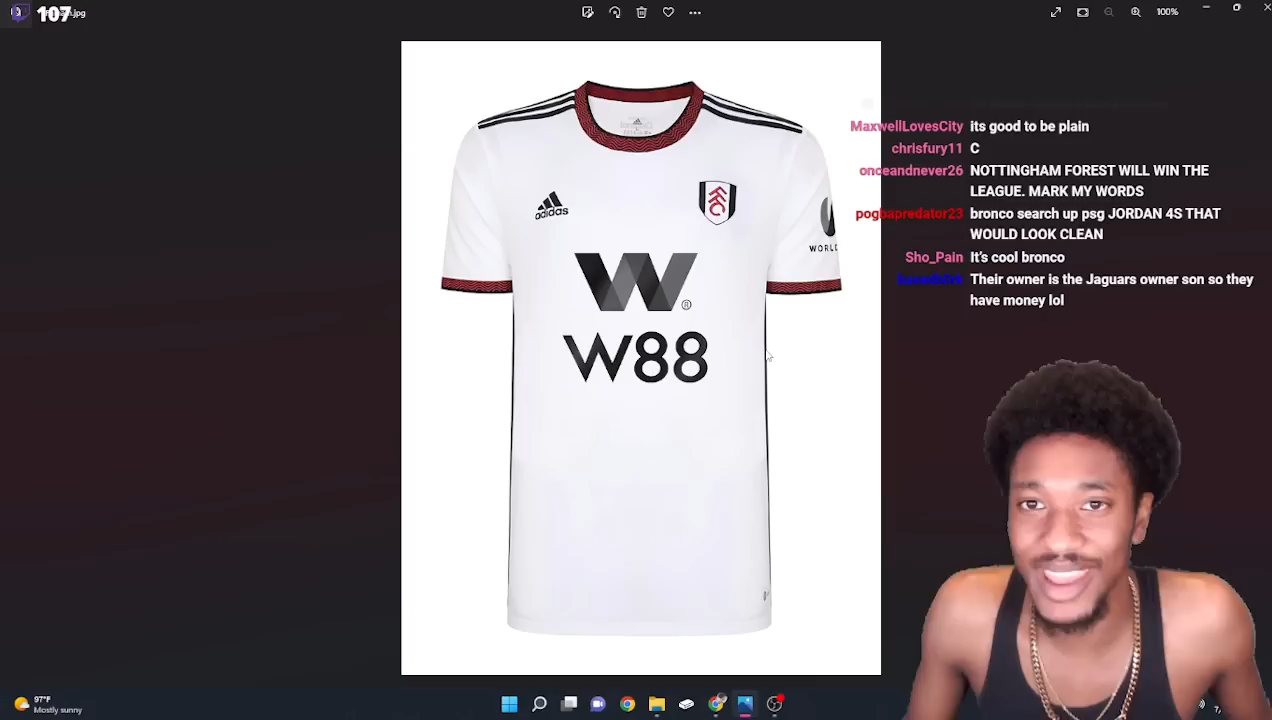 107
.jpg
100%
adidas
FFC
WORLD
W
®
W88
MaxwellLovesCity its good to be plain
chrisfury11 C
onceandnever26 NOTTINGHAM FOREST WILL WIN THE
LEAGUE. MARK MY WORDS
pogbapredator23 bronco search up psg JORDAN 4S THAT
WOULD LOOK CLEAN
Sho_Pain It's cool bronco
Their owner is the Jaguars owner son so they
have money lol
97°F
Mostly sunny